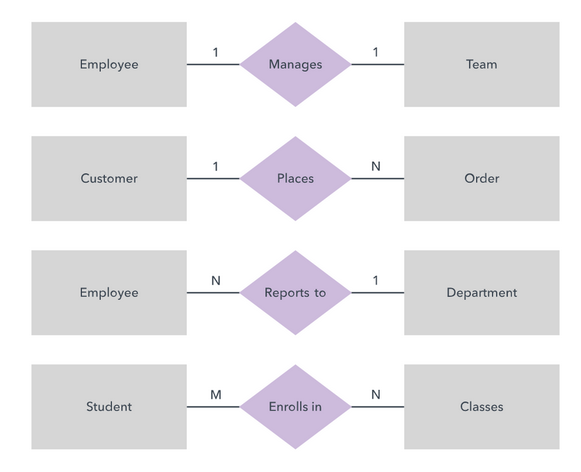 Employee 1 Manages 1 Team
Customer 1 Places N Order
Employee N Reports to 1 Department
Student M Enrolls in N Classes